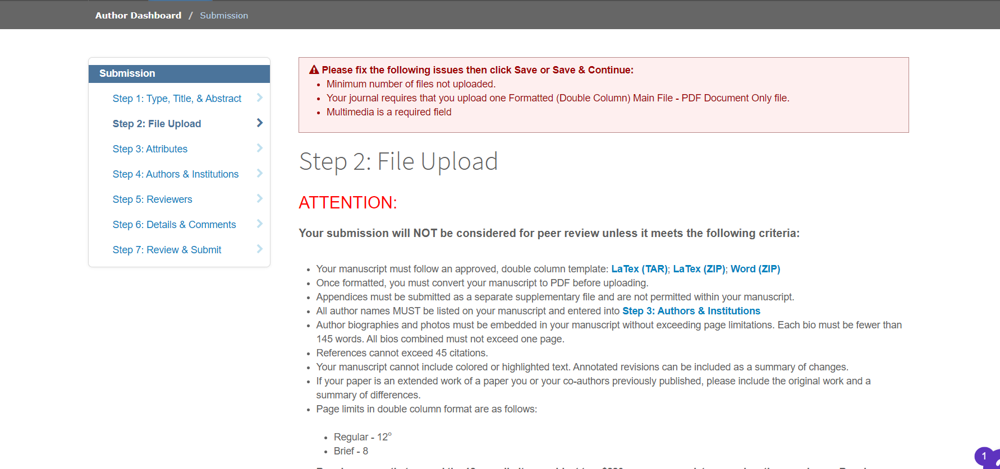 Author Dashboard / Submission
Submission
Step 1: Type, Title, & Abstract
Step 2: File Upload
Step 3: Attributes
Step 4: Authors & Institutions
Step 5: Reviewers
Step 6: Details & Comments
Step 7: Review & Submit
Please fix the following issues then click Save or Save & Continue:
Minimum number of files not uploaded.
Your journal requires that you upload one Formatted (Double Column) Main File - PDF Document Only file.
Multimedia is a required field
Step 2: File Upload
ATTENTION:
Your submission will NOT be considered for peer review unless it meets the following criteria:
Your manuscript must follow an approved, double column template: LaTex (TAR); LaTex (ZIP); Word (ZIP)
Once formatted, you must convert your manuscript to PDF before uploading.
Appendices must be submitted as a separate supplementary file and are not permitted within your manuscript.
All author names MUST be listed on your manuscript and entered into Step 3: Authors & Institutions
Author biographies and photos must be embedded in your manuscript without exceeding page limitations. Each bio must be fewer than
145 words. All bios combined must not exceed one page.
References cannot exceed 45 citations.
Your manuscript cannot include colored or highlighted text. Annotated revisions can be included as a summary of changes.
If your paper is an extended work of a paper you or your co-authors previously published, please include the original work and a
summary of differences.
Page limits in double column format are as follows:
Regular - 12°
Brief - 8
1